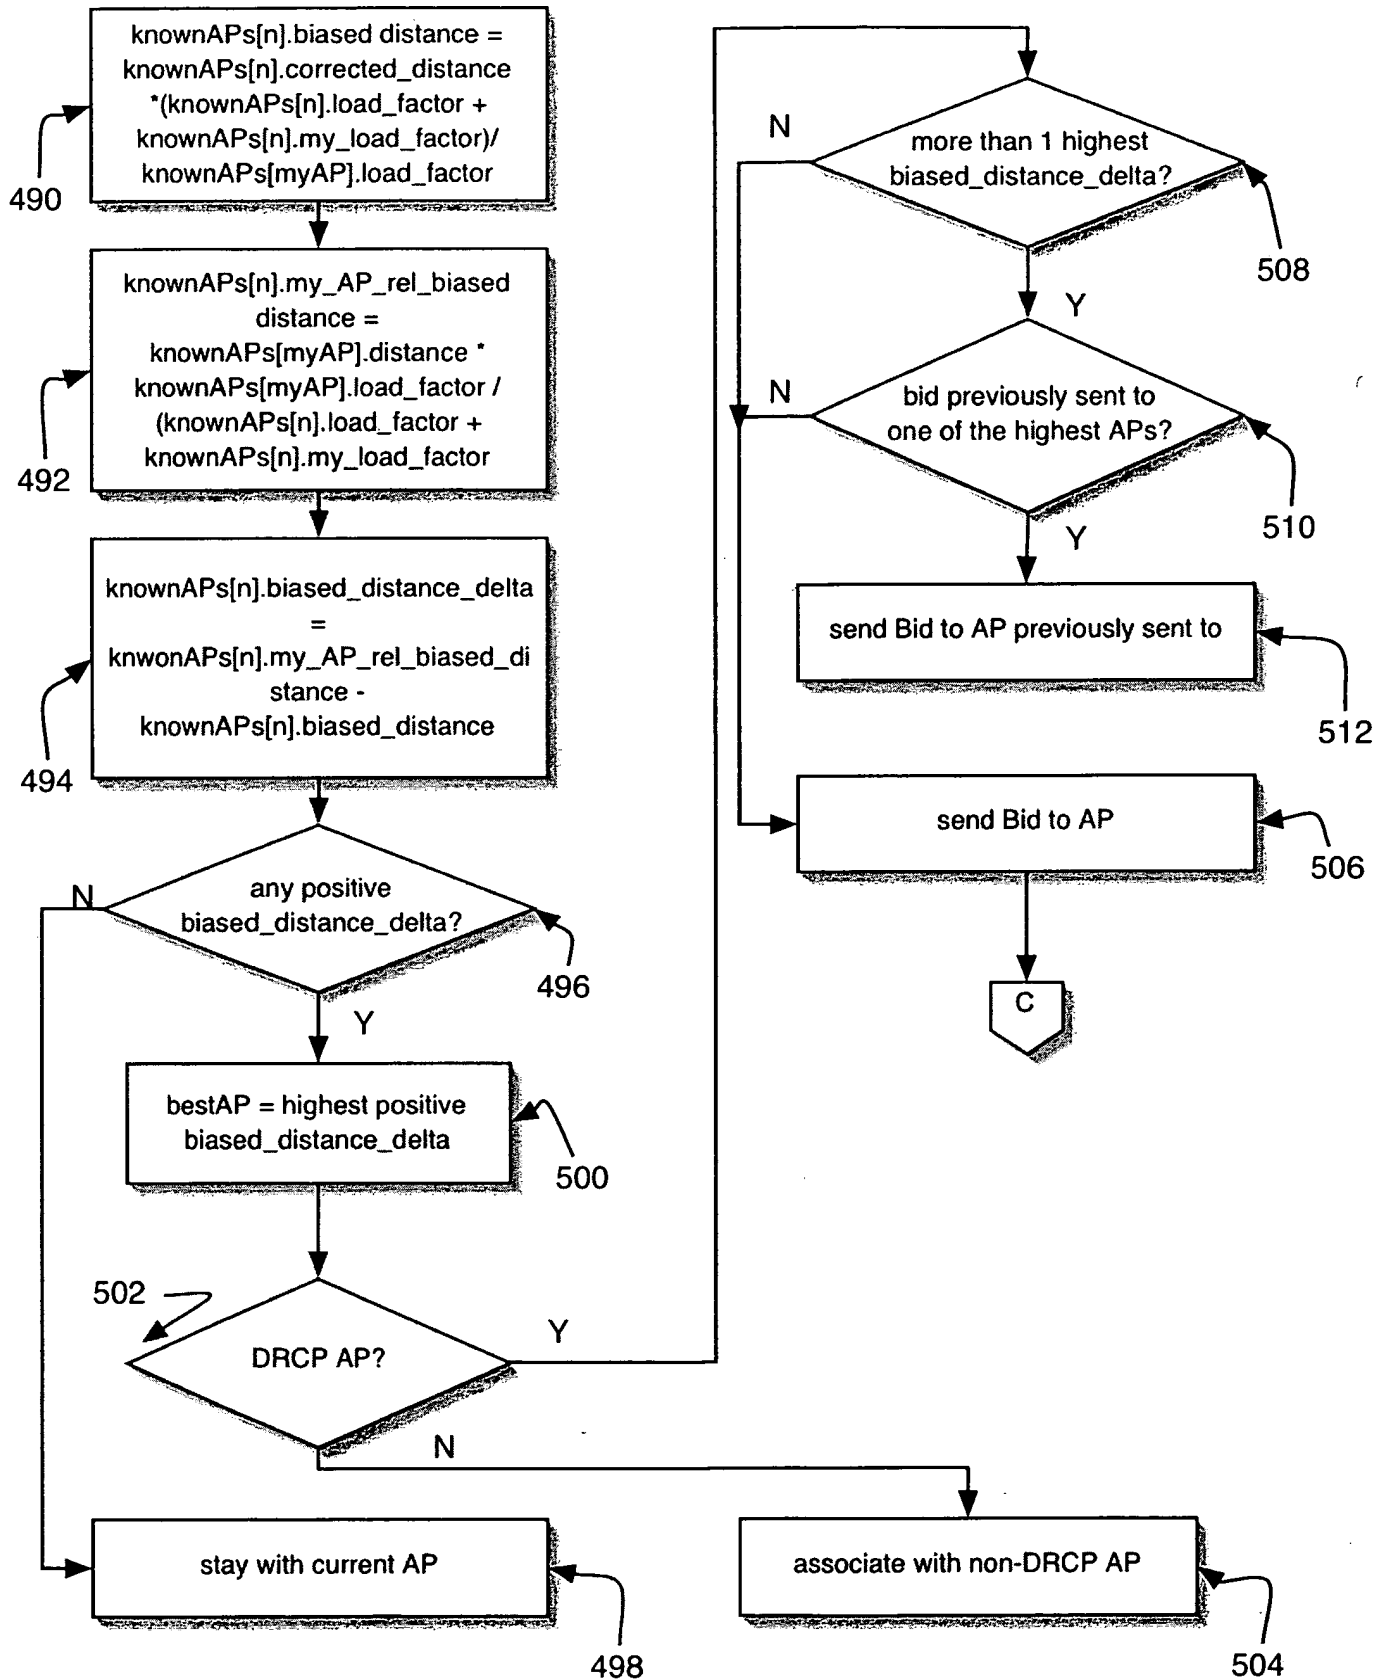 knownAPs[n].biased distance =
knownAPs[n].corrected_distance
*(knownAPs[n].load_factor +
knownAPs[n].my_load_factor)/
knownAPs[myAP].load_factor
490
knownAPs[n].my_AP_rel_biased
distance =
knownAPs[myAP].distance *
knownAPs[myAP].load_factor /
(knownAPs[n].load_factor +
knownAPs[n].my_load_factor
492
knownAPs[n].biased_distance_delta
=
knwonAPs[n].my_AP_rel_biased_di
stance -
knownAPs[n].biased_distance
494
any positive
biased_distance_delta?
N
496
Y
bestAP = highest positive
biased_distance_delta
500
502
DRCP AP?
Y
N
stay with current AP
498
associate with non-DRCP AP
504
more than 1 highest
biased_distance_delta?
N
508
Y
bid previously sent to
one of the highest APs?
N
510
Y
send Bid to AP previously sent to
512
send Bid to AP
506
C